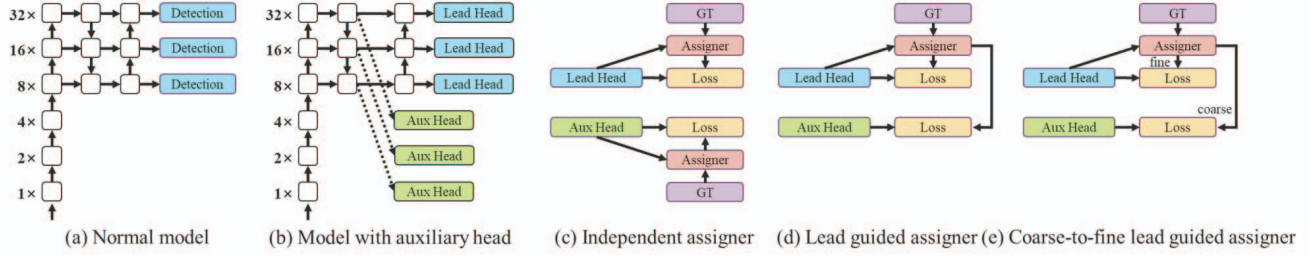 32× Detection
16× Detection
8× Detection
4×
2×
1×
(a) Normal model
32× Lead Head
16× Lead Head
8× Lead Head
4× Aux Head
2× Aux Head
1× Aux Head
(b) Model with auxiliary head
GT
Assigner
Lead Head Loss
Aux Head Loss
Assigner
GT
(c) Independent assigner
GT
Assigner
Lead Head Loss
Aux Head Loss
(d) Lead guided assigner
GT
Assigner
fine
Lead Head Loss
coarse
Aux Head Loss
(e) Coarse-to-fine lead guided assigner